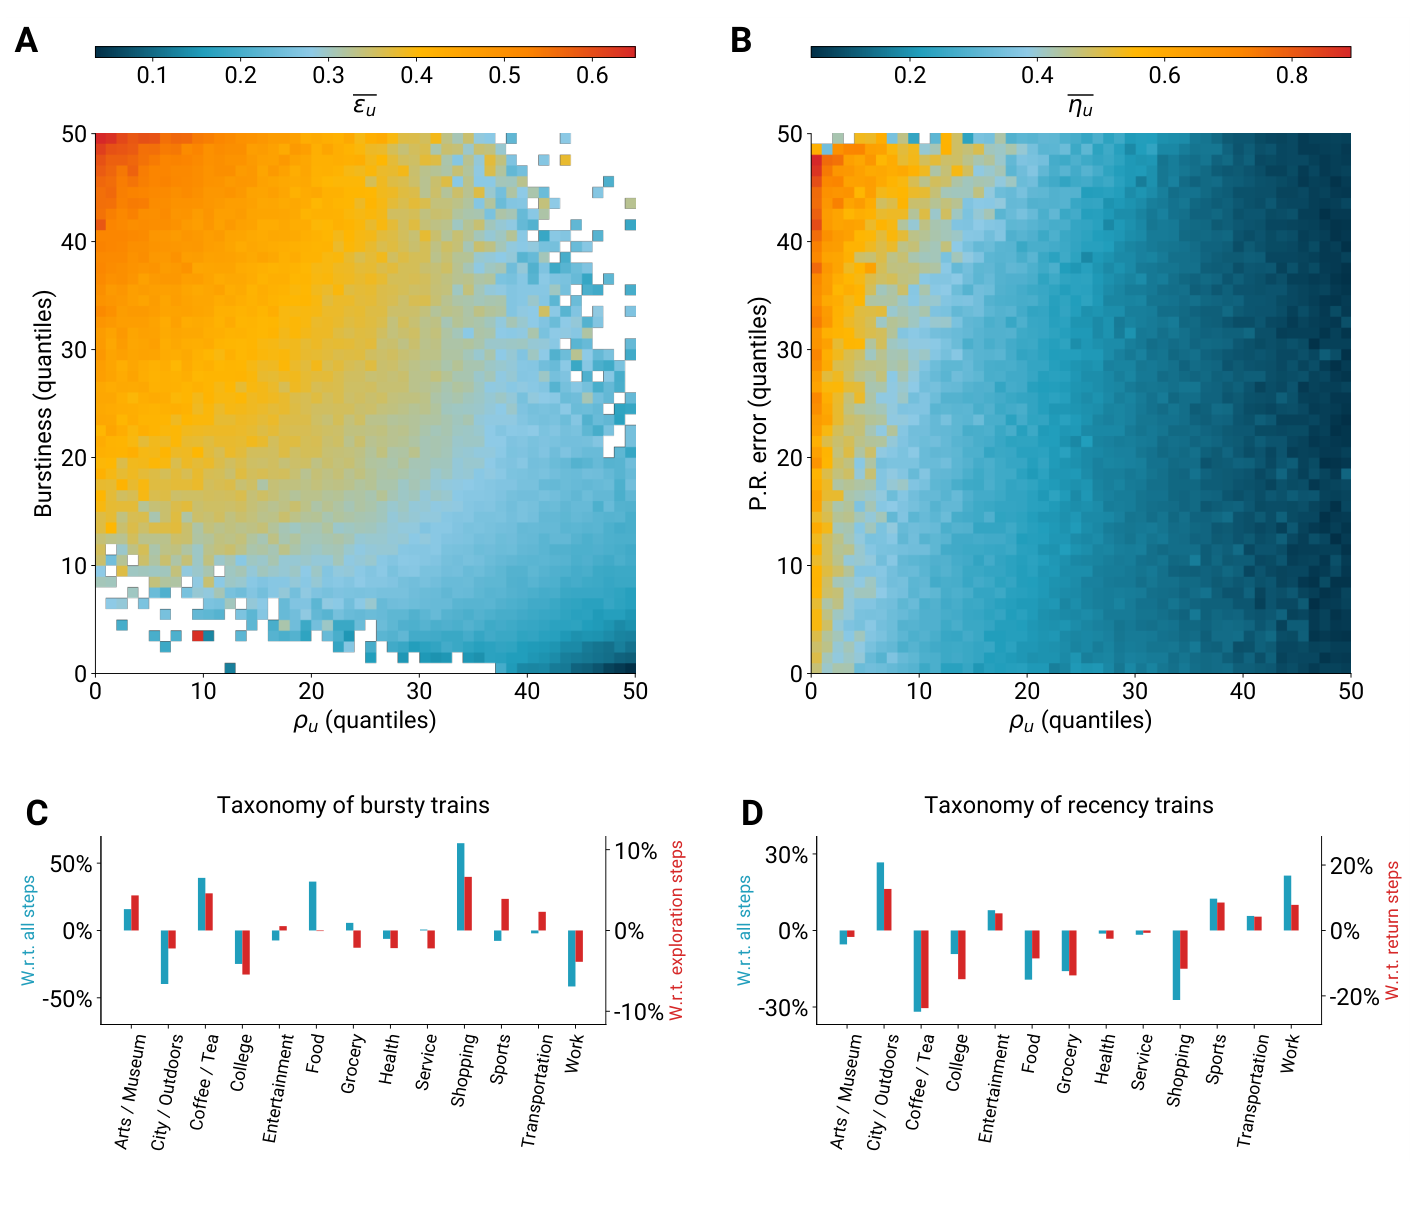 A
0.1 0.2 0.3 0.4 0.5 0.6
ε̅ᵤ
50
40
30
20
10
0
Burstiness (quantiles)
0 10 20 30 40 50
ρᵤ (quantiles)
B
0.2 0.4 0.6 0.8
η̅ᵤ
50
40
30
20
10
0
P.R. error (quantiles)
0 10 20 30 40 50
ρᵤ (quantiles)
C
Taxonomy of bursty trains
50%
0%
-50%
W.r.t. all steps
10%
0%
-10%
W.r.t. exploration steps
Arts / Museum
City / Outdoors
Coffee / Tea
College
Entertainment
Food
Grocery
Health
Service
Shopping
Sports
Transportation
Work
D
Taxonomy of recency trains
30%
0%
-30%
W.r.t. all steps
20%
0%
-20%
W.r.t. return steps
Arts / Museum
City / Outdoors
Coffee / Tea
College
Entertainment
Food
Grocery
Health
Service
Shopping
Sports
Transportation
Work